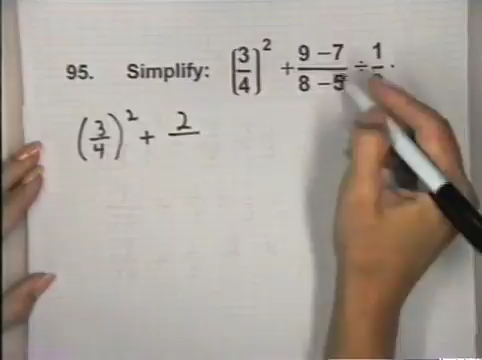 95. Simplify: (3/4)^2 + (9 − 7)/(8 − 5) ÷ 1/
(3/4)^2 + 2/